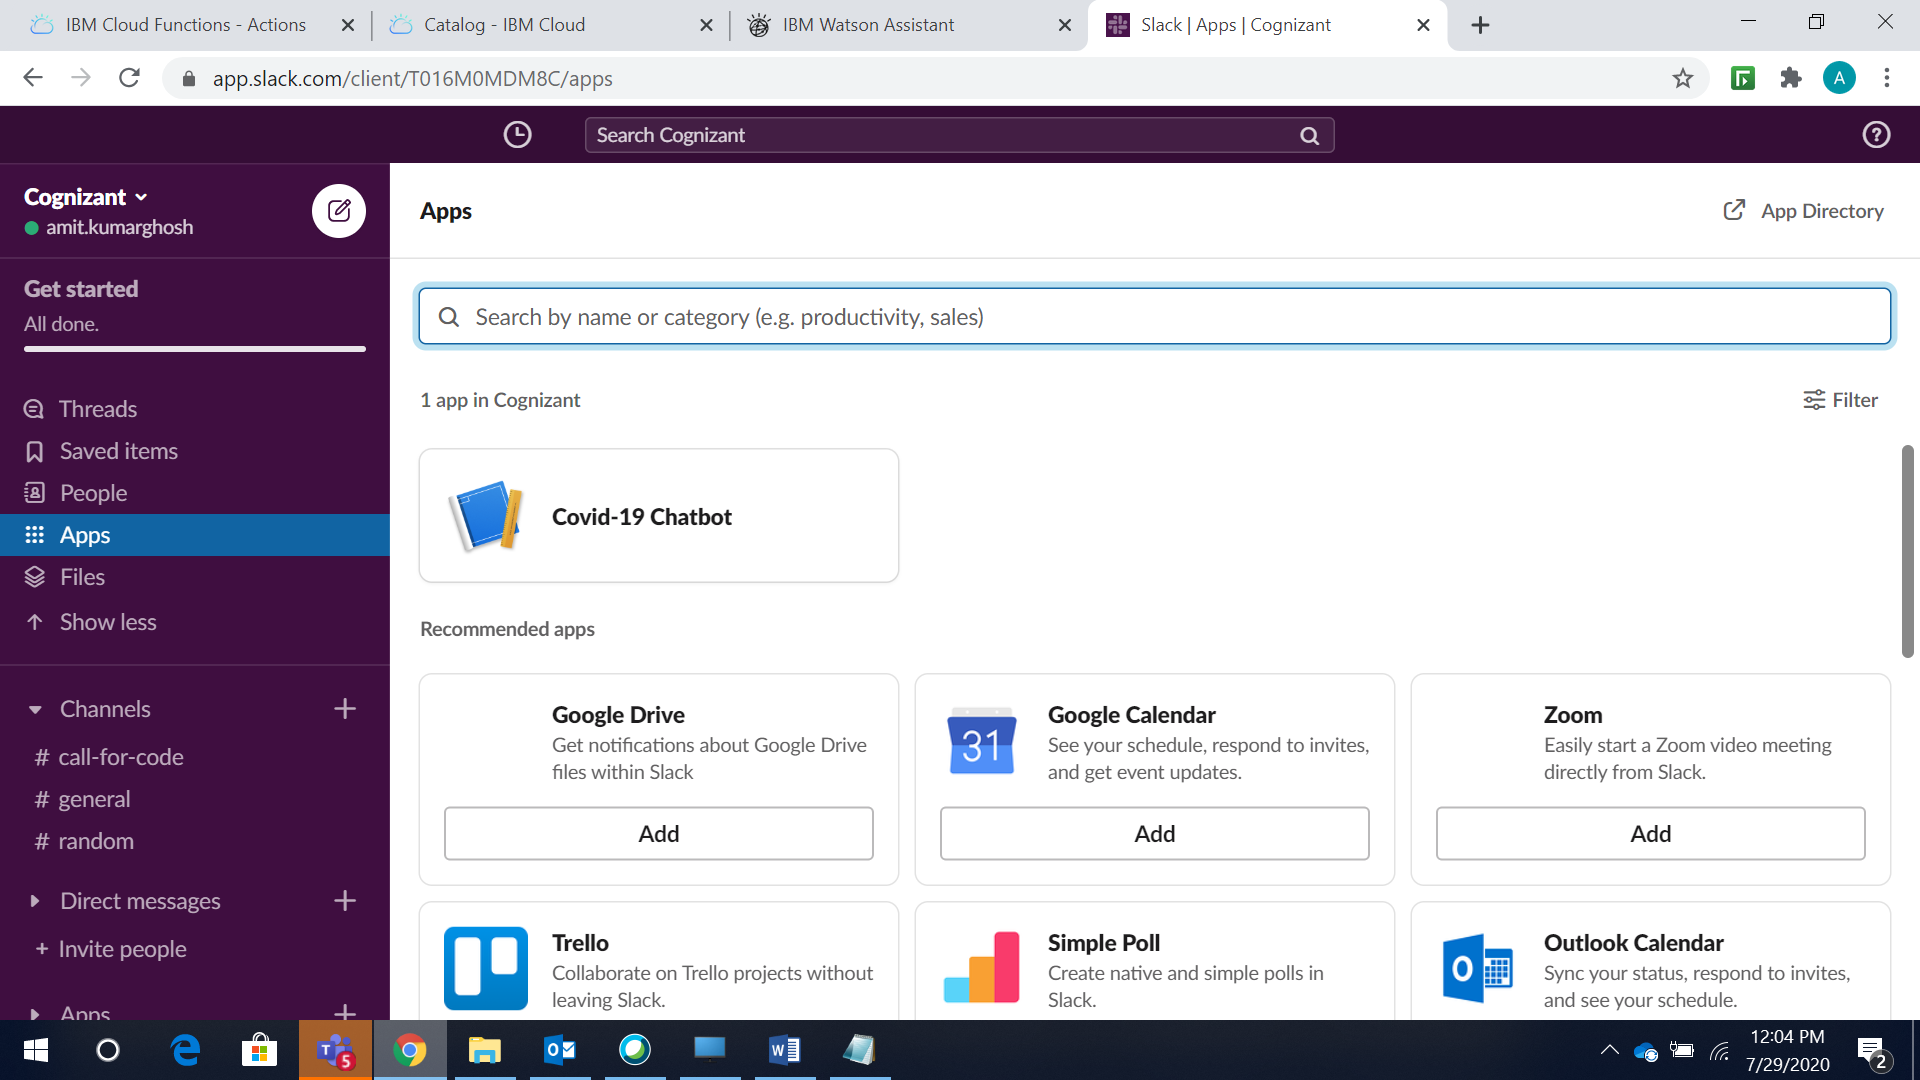 IBM Cloud Functions - Actions
Catalog - IBM Cloud
IBM Watson Assistant
Slack | Apps | Cognizant
app.slack.com/client/T016M0MDM8C/apps
A
Search Cognizant
Cognizant
amit.kumarghosh
Get started
All done.
Threads
Saved items
People
Apps
Files
Show less
Channels
# call-for-code
# general
# random
Direct messages
+ Invite people
Apps
Apps
App Directory
Search by name or category (e.g. productivity, sales)
1 app in Cognizant
Filter
Covid-19 Chatbot
Recommended apps
Google Drive
Get notifications about Google Drive
files within Slack
Add
31
Google Calendar
See your schedule, respond to invites,
and get event updates.
Add
Zoom
Easily start a Zoom video meeting
directly from Slack.
Add
Trello
Collaborate on Trello projects without
leaving Slack.
Simple Poll
Create native and simple polls in
Slack.
Outlook Calendar
Sync your status, respond to invites,
and see your schedule.
5
12:04 PM
7/29/2020
2